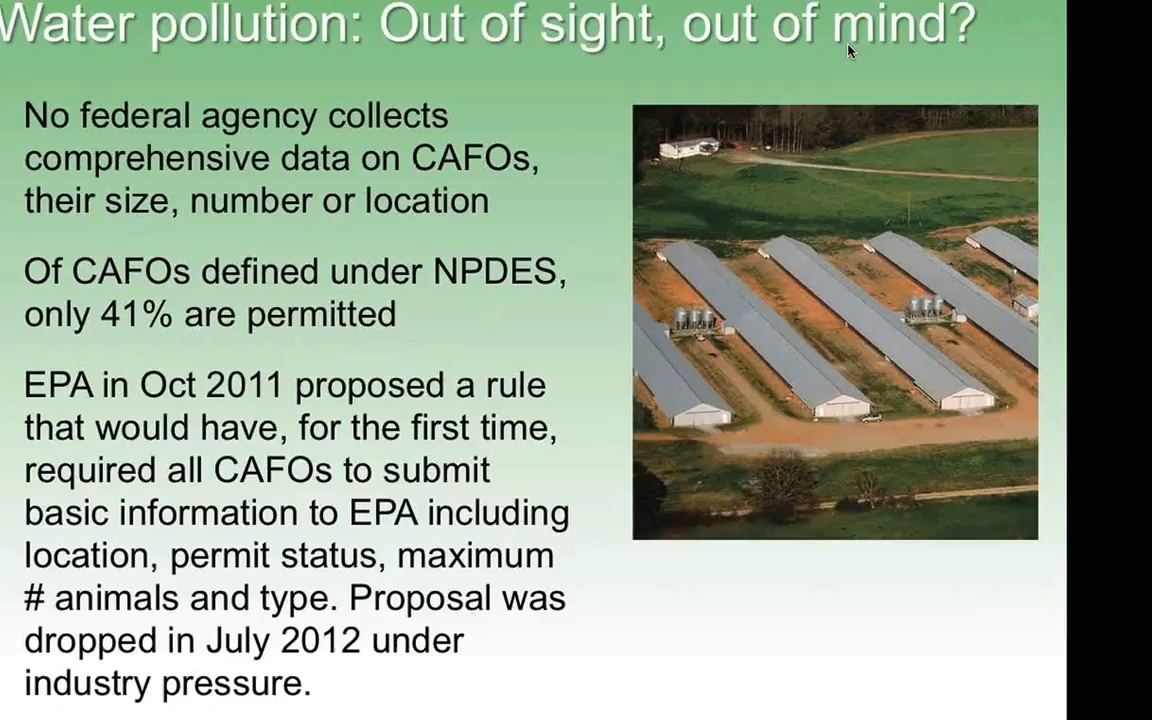 Water pollution: Out of sight, out of mind?
No federal agency collects
comprehensive data on CAFOs,
their size, number or location
Of CAFOs defined under NPDES,
only 41% are permitted
EPA in Oct 2011 proposed a rule
that would have, for the first time,
required all CAFOs to submit
basic information to EPA including
location, permit status, maximum
# animals and type. Proposal was
dropped in July 2012 under
industry pressure.